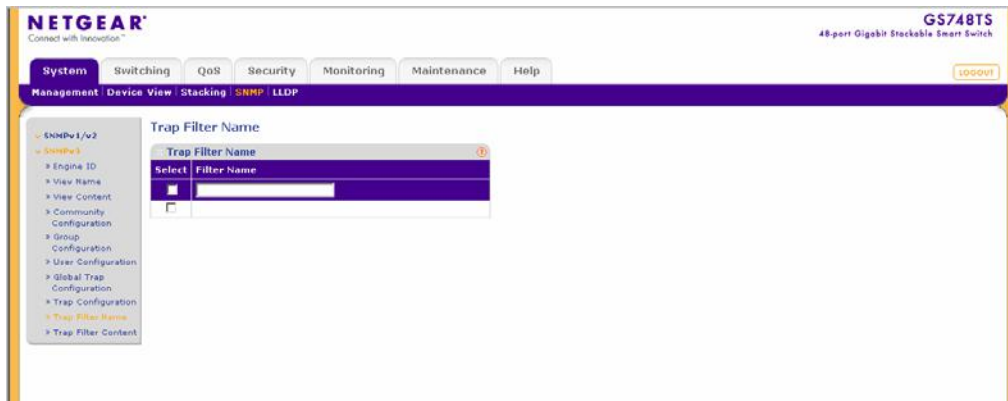 NETGEAR
Connect with Innovation™
GS748TS
48-port Gigabit Stackable Smart Switch
System Switching QoS Security Monitoring Maintenance Help LOGOUT
Management Device View Stacking SNMP LLDP
SNMPv1/v2
SNMPv3
Engine ID
View Name
View Content
Community
Configuration
Group
Configuration
User Configuration
Global Trap
Configuration
Trap Configuration
Trap Filter Name
Trap Filter Content
Trap Filter Name
Trap Filter Name ?
Select Filter Name